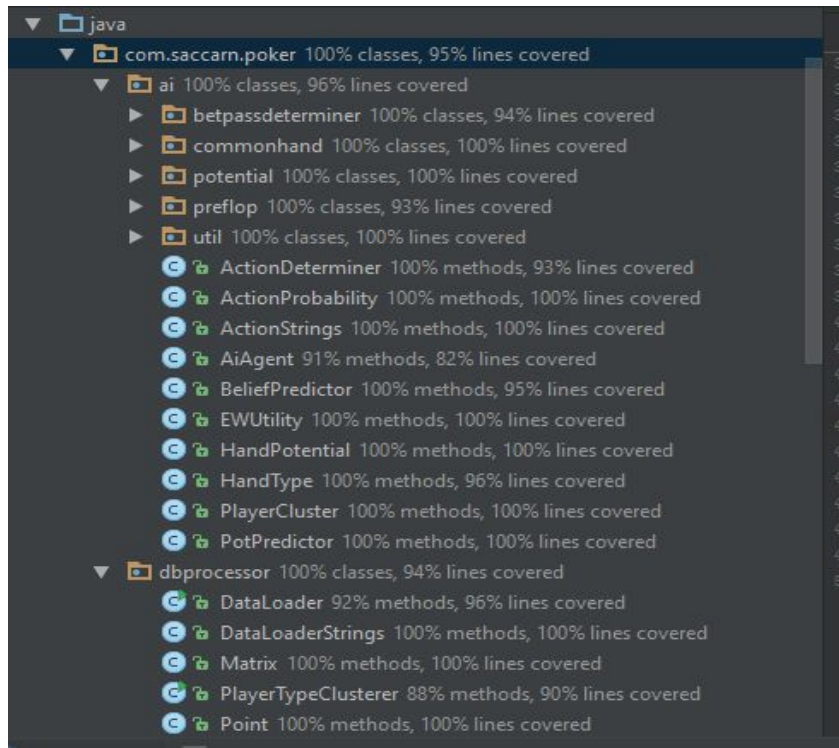 java
com.saccarn.poker 100% classes, 95% lines covered
ai 100% classes, 96% lines covered
betpassdeterminer 100% classes, 94% lines covered
commonhand 100% classes, 100% lines covered
potential 100% classes, 100% lines covered
preflop 100% classes, 93% lines covered
util 100% classes, 100% lines covered
C ActionDeterminer 100% methods, 93% lines covered
C ActionProbability 100% methods, 100% lines covered
C ActionStrings 100% methods, 100% lines covered
C AiAgent 91% methods, 82% lines covered
C BeliefPredictor 100% methods, 95% lines covered
C EWUtility 100% methods, 100% lines covered
C HandPotential 100% methods, 100% lines covered
C HandType 100% methods, 96% lines covered
C PlayerCluster 100% methods, 100% lines covered
C PotPredictor 100% methods, 100% lines covered
dbprocessor 100% classes, 94% lines covered
C DataLoader 92% methods, 96% lines covered
C DataLoaderStrings 100% methods, 100% lines covered
C Matrix 100% methods, 100% lines covered
C PlayerTypeClusterer 88% methods, 90% lines covered
C Point 100% methods, 100% lines covered